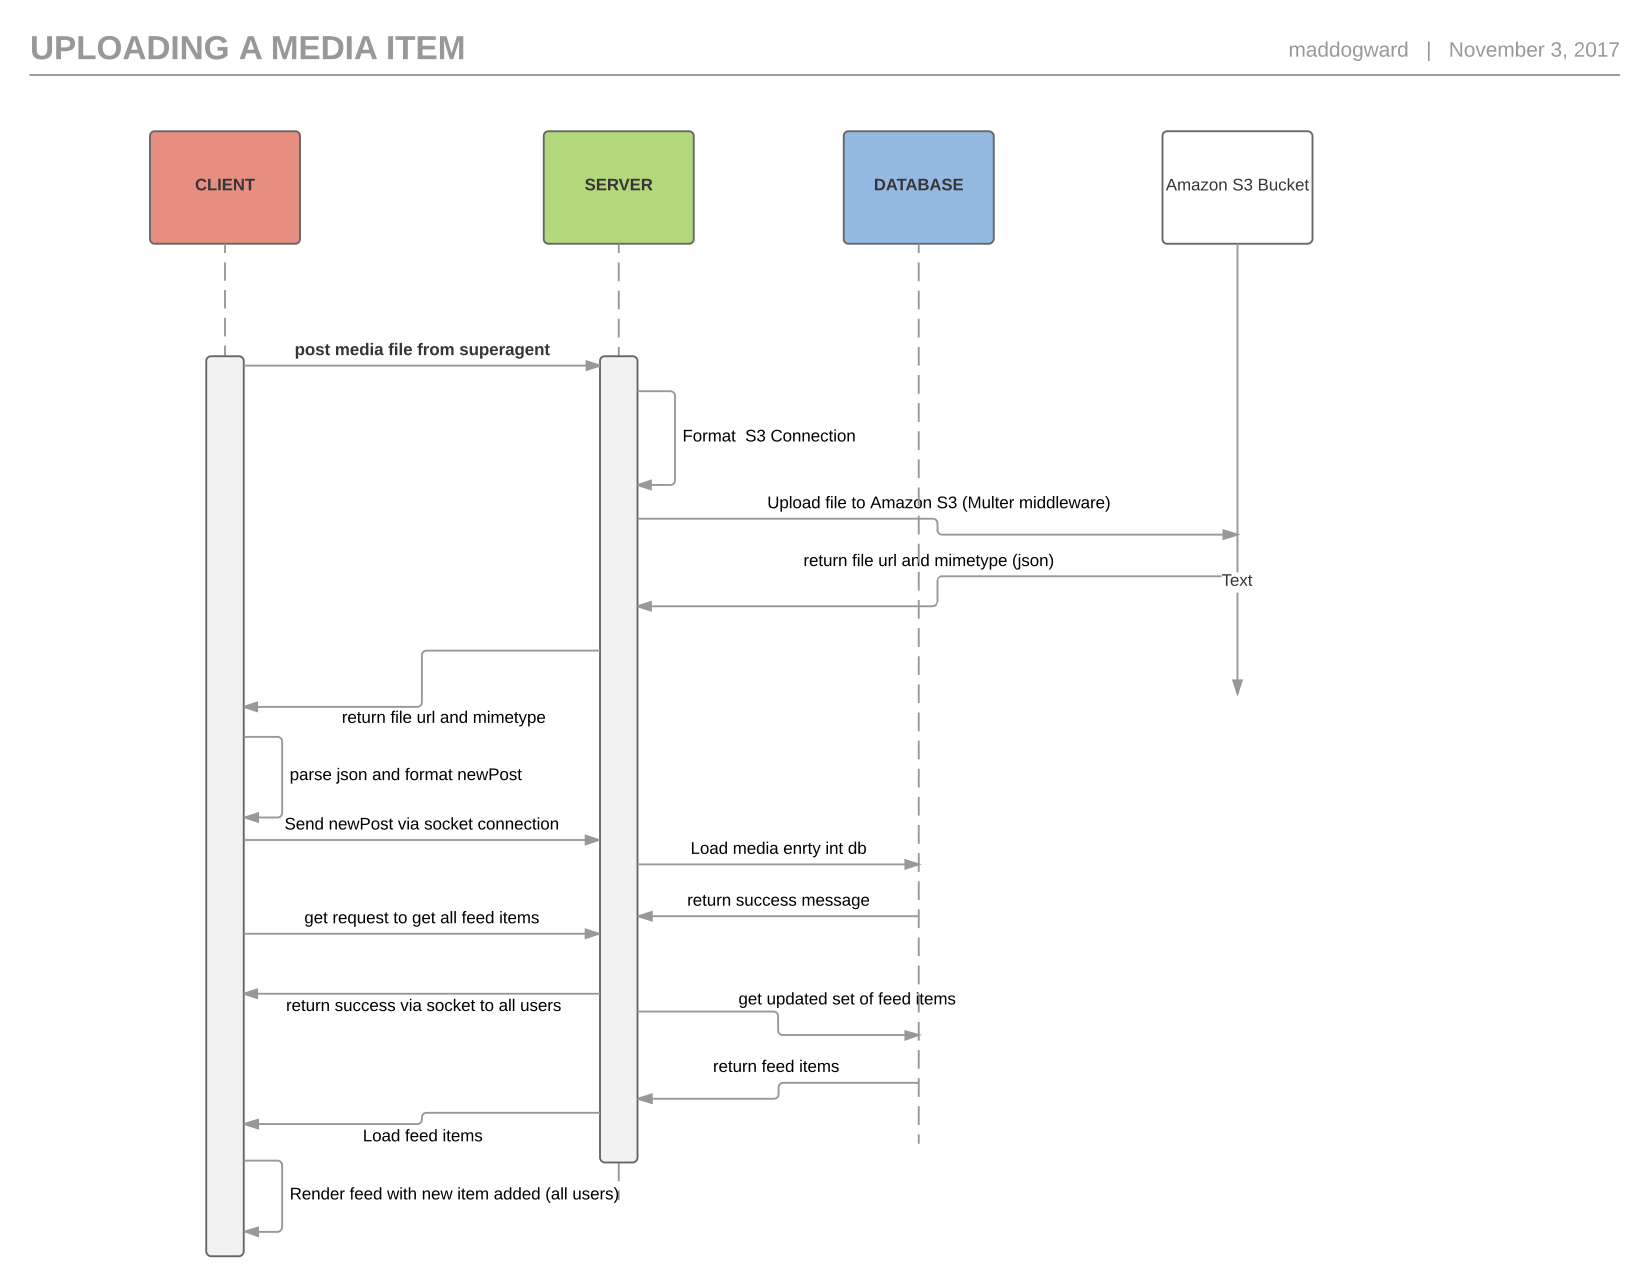 UPLOADING A MEDIA ITEM
maddogward | November 3, 2017
CLIENT
SERVER
DATABASE
Amazon S3 Bucket
post media file from superagent
Format  S3 Connection
Upload file to Amazon S3 (Multer middleware)
return file url and mimetype (json)
Text
return file url and mimetype
parse json and format newPost
Send newPost via socket connection
Load media enrty int db
return success message
get request to get all feed items
get updated set of feed items
return success via socket to all users
return feed items
Load feed items
Render feed with new item added (all users)